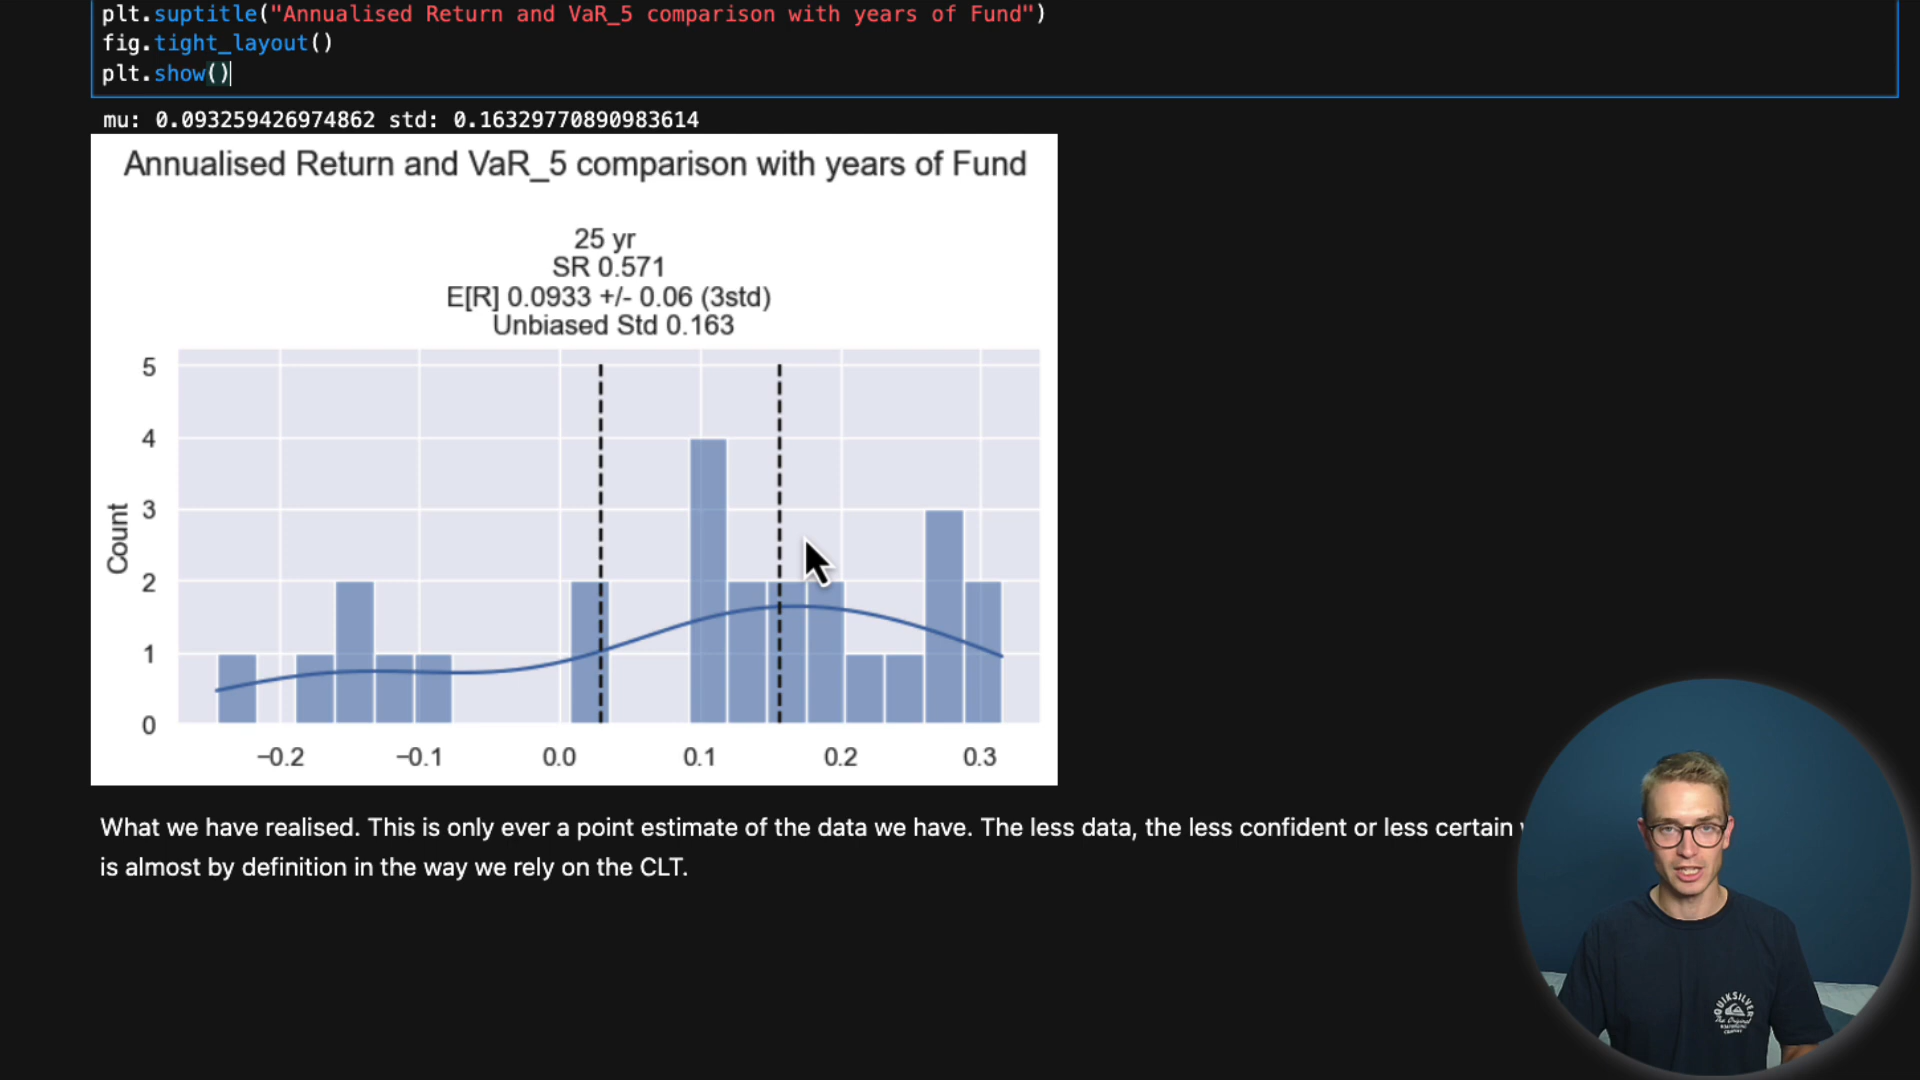 plt.suptitle("Annualised Return and VaR_5 comparison with years of Fund")
fig.tight_layout()
plt.show()
mu: 0.093259426974862 std: 0.16329770890983614
Annualised Return and VaR_5 comparison with years of Fund
25 yr
SR 0.571
E[R] 0.0933 +/- 0.06 (3std)
Unbiased Std 0.163
5
4
3
2
1
0
Count
−0.2 −0.1 0.0 0.1 0.2 0.3
What we have realised. This is only ever a point estimate of the data we have. The less data, the less confident or less certain
is almost by definition in the way we rely on the CLT.
QUIKSILVER